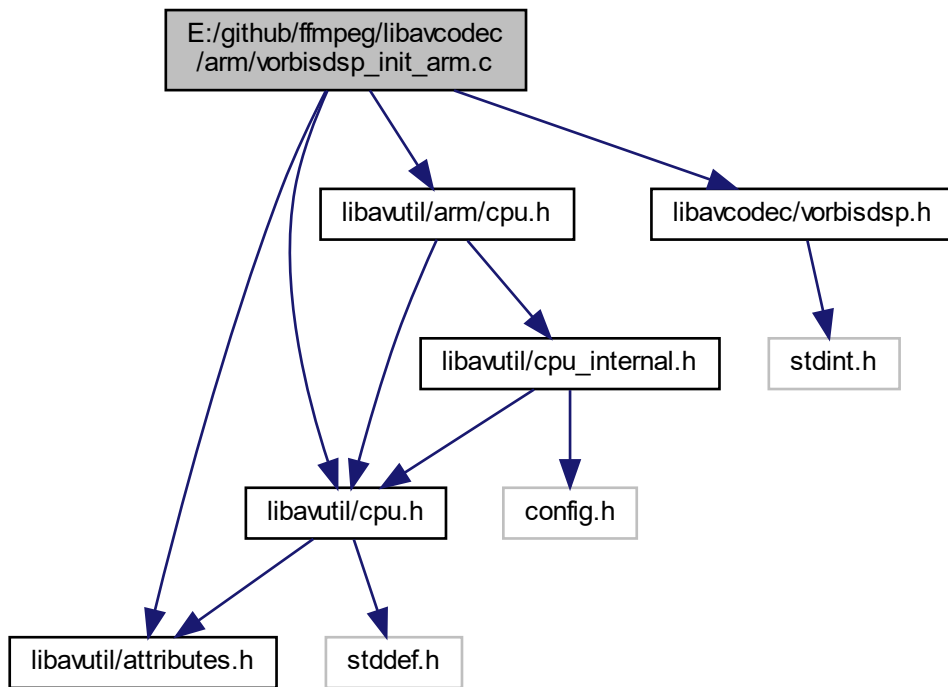 E:/github/ffmpeg/libavcodec
/arm/vorbisdsp_init_arm.c
libavutil/arm/cpu.h
libavcodec/vorbisdsp.h
libavutil/cpu_internal.h
stdint.h
libavutil/cpu.h
config.h
libavutil/attributes.h
stddef.h